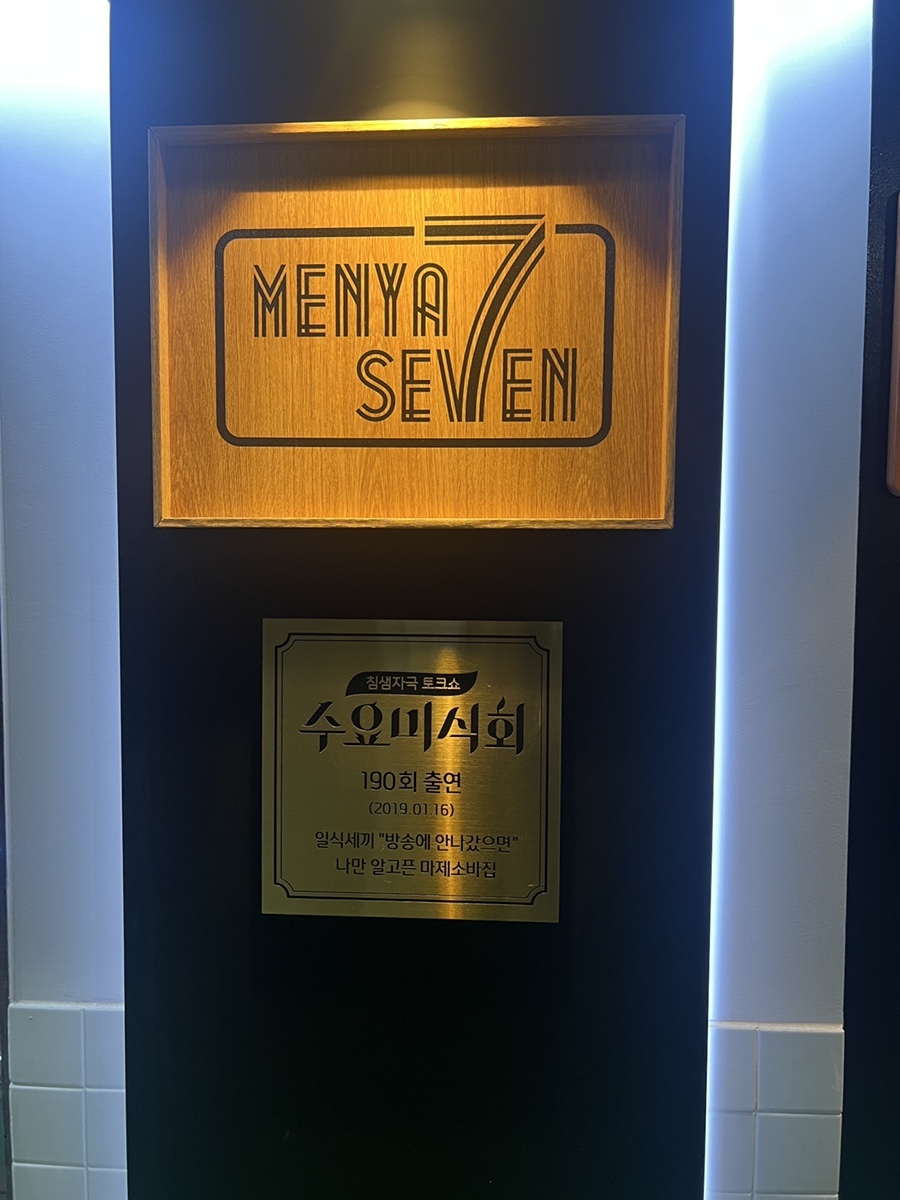 MENYA 7
SEVEN
침샘자극 토크쇼
수요미식회
190회 출연
(2019.01.16)
일식세끼 "방송에 안나갔으면"
나만 알고픈 마제소바집